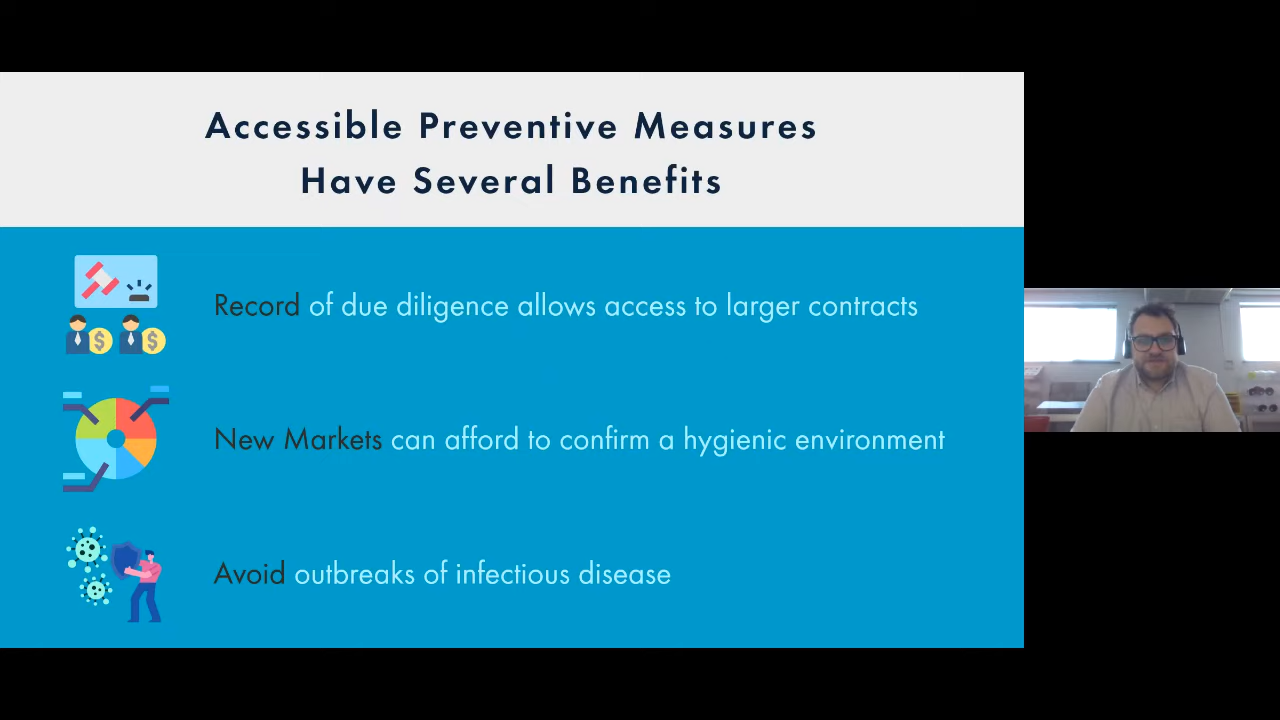 Accessible Preventive Measures
Have Several Benefits
Record of due diligence allows access to larger contracts
New Markets can afford to confirm a hygienic environment
Avoid outbreaks of infectious disease